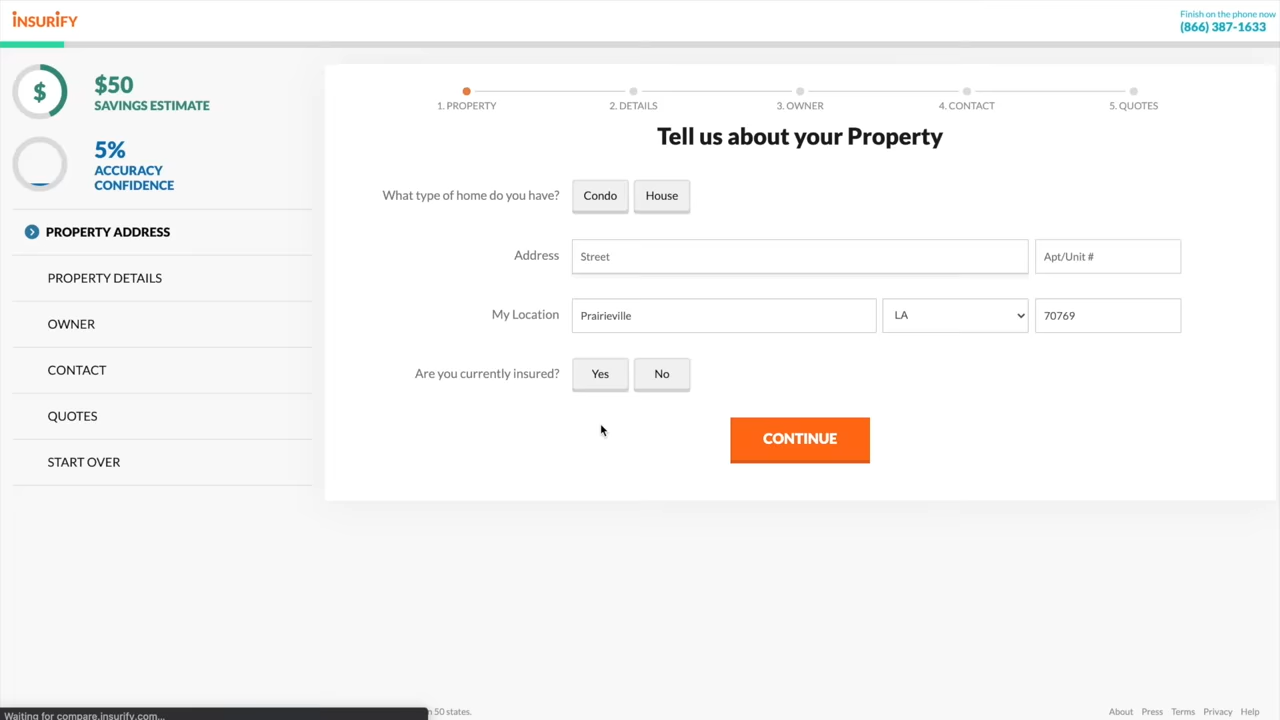 INSURIFY
Finish on the phone now
(866) 387-1633
$
$50
SAVINGS ESTIMATE
5%
ACCURACY
CONFIDENCE
PROPERTY ADDRESS
PROPERTY DETAILS
OWNER
CONTACT
QUOTES
START OVER
1. PROPERTY
2. DETAILS
3. OWNER
4. CONTACT
5. QUOTES
Tell us about your Property
What type of home do you have? Condo House
Address Street Apt/Unit #
My Location Prairieville LA 70769
Are you currently insured? Yes No
CONTINUE
Waiting for compare.insurify.com...
50 states.
About Press Terms Privacy Help